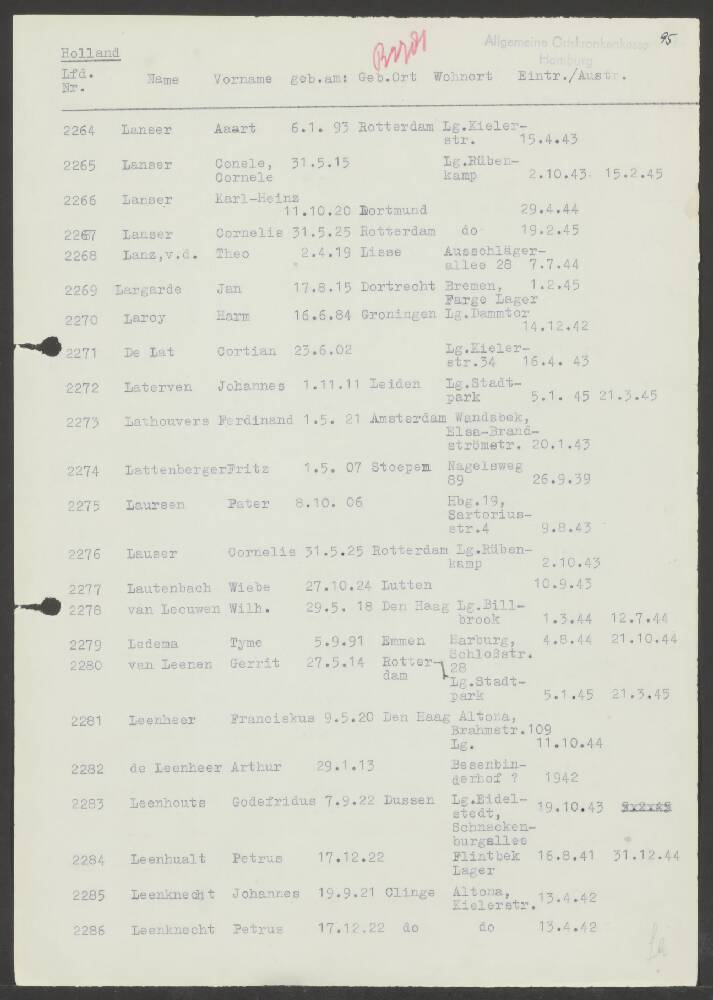 95
Allgemeine Ortskrankenkasse
Hamburg
Holland
Lfd. Nr. Name Vorname geb.am: Geb.Ort Wohnort Eintr./Austr.
2264 Lanser Aaart 6.1. 93 Rotterdam Lg.Kieler-
str. 15.4.43
2265 Lanser Conele, 31.5.15 Lg.Rüben-
Cornele kamp 2.10.43 15.2.45
2266 Lanser Karl-Heinz
11.10.20 Dortmund 29.4.44
2267 Lanser Cornelis 31.5.25 Rotterdam do 19.2.45
2268 Lanz,v.d. Theo 2.4.19 Lisse Ausschläger-
allee 28 7.7.44
2269 Largarde Jan 17.8.15 Dortrecht Bremen, 1.2.45
Farge Lager
2270 Laroy Harm 16.6.84 Groningen Lg.Dammtor
14.12.42
2271 De Lat Cortian 23.6.02 Lg.Kieler-
str.34 16.4. 43
2272 Laterven Johannes 1.11.11 Leiden Lg.Stadt-
park 5.1. 45 21.3.45
2273 Lathouvers Ferdinand 1.5. 21 Amsterdam Wandsbek,
Elsa-Brand-
strömstr. 20.1.43
2274 LattenbergerFritz 1.5. 07 Stoepem Nagelsweg
89 26.9.39
2275 Laursen Pater 8.10. 06 Hbg.19,
Sartorius-
str.4 9.8.43
2276 Lauser Cornelis 31.5.25 Rotterdam Lg.Rüben-
kamp 2.10.43
2277 Lautenbach Wiebe 27.10.24 Lutten 10.9.43
2278 van Leeuwen Wilh. 29.5. 18 Den Haag Lg.Bill-
brook 1.3.44 12.7.44
2279 Ledema Tyme 5.9.91 Emmen Harburg, 4.8.44 21.10.44
Schloßstr.
28
2280 van Leenen Gerrit 27.5.14 Rotter-
dam Lg.Stadt-
park 5.1.45 21.3.45
2281 Leenheer Franciskus 9.5.20 Den Haag Altona,
Brahmstr.109
Lg. 11.10.44
2282 de Leenheer Arthur 29.1.13 Besenbin-
derhof ? 1942
2283 Leenhouts Godefridus 7.9.22 Dussen Lg.Eidel- 19.10.43
stedt,
Schnacken-
burgallee
2284 Leenhualt Petrus 17.12.22 Flintbek 16.8.41 31.12.44
Lager
2285 Leenknecht Johannes 19.9.21 Clinge Altona, 13.4.42
Kielerstr.
2286 Leenknecht Petrus 17.12.22 do do 13.4.42